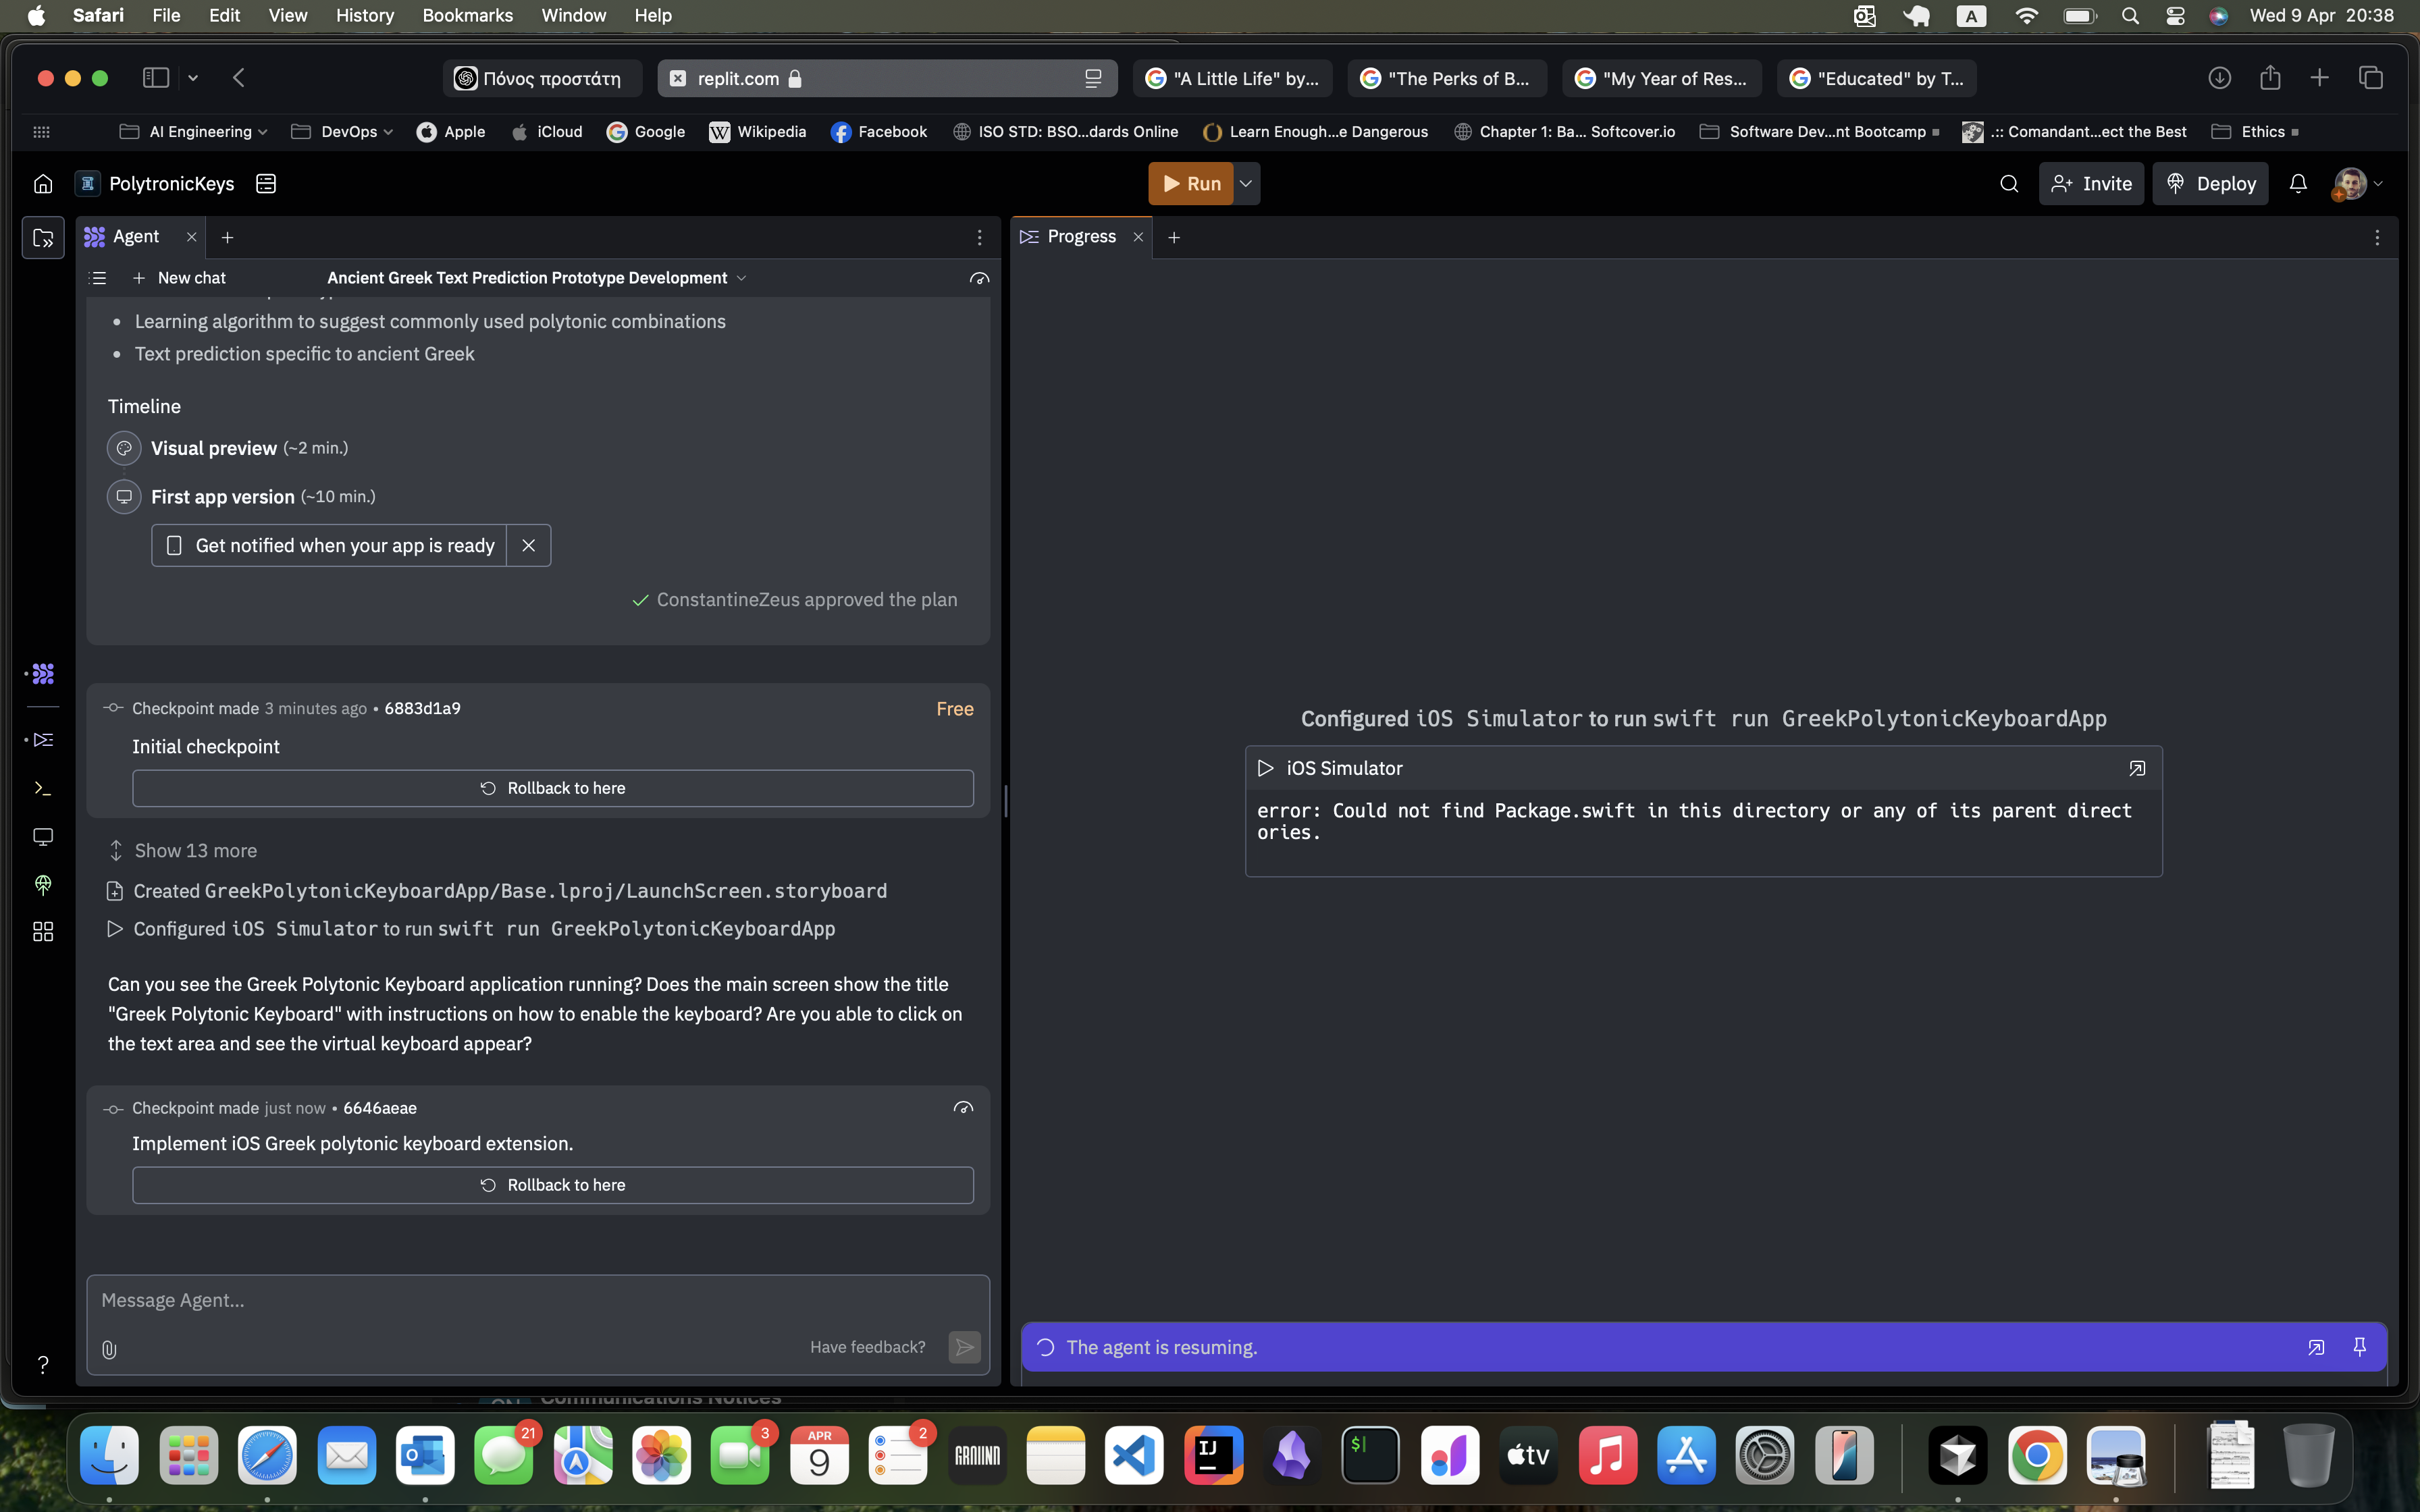 Safari File Edit View History Bookmarks Window Help
A
Wed 9 Apr 20:38
Πόνος προστάτη
replit.com
"A Little Life" by...
"The Perks of B...
"My Year of Res...
"Educated" by T...
AI Engineering
DevOps
Apple
iCloud
Google
Wikipedia
Facebook
ISO STD: BSO...dards Online
Learn Enough...e Dangerous
Chapter 1: Ba... Softcover.io
Software Dev...nt Bootcamp
.:: Comandant...ect the Best
Ethics
PolytronicKeys
Run
Invite
Deploy
Agent
Progress
New chat
Ancient Greek Text Prediction Prototype Development
Learning algorithm to suggest commonly used polytonic combinations
Text prediction specific to ancient Greek
Timeline
Visual preview (~2 min.)
First app version (~10 min.)
Get notified when your app is ready
ConstantineZeus approved the plan
Checkpoint made 3 minutes ago • 6883d1a9
Free
Initial checkpoint
Rollback to here
Show 13 more
Created GreekPolytonicKeyboardApp/Base.lproj/LaunchScreen.storyboard
Configured iOS Simulator to run swift run GreekPolytonicKeyboardApp
Can you see the Greek Polytonic Keyboard application running? Does the main screen show the title
"Greek Polytonic Keyboard" with instructions on how to enable the keyboard? Are you able to click on
the text area and see the virtual keyboard appear?
Checkpoint made just now • 6646aeae
Implement iOS Greek polytonic keyboard extension.
Rollback to here
Message Agent...
Have feedback?
?
Configured iOS Simulator to run swift run GreekPolytonicKeyboardApp
iOS Simulator
error: Could not find Package.swift in this directory or any of its parent direct
ories.
The agent is resuming.
Communications Notices
21
3
APR
9
2
GROUND
IJ
$
tv